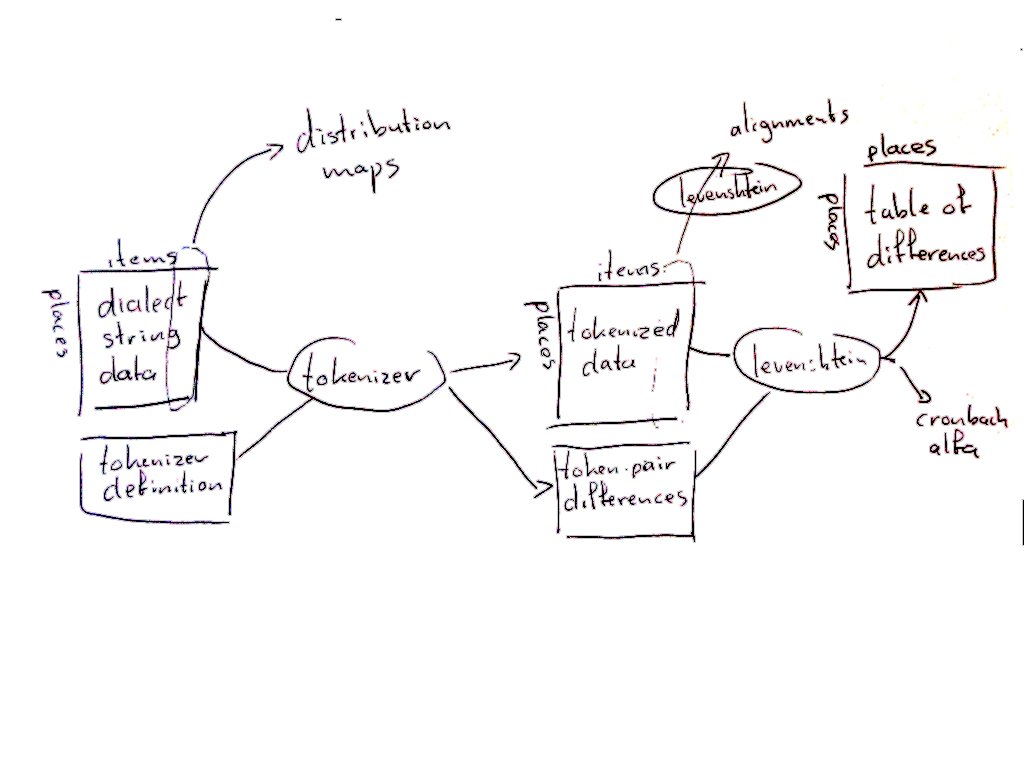 distribution
maps
items
places
dialect
string
data
tokenizer
definition
tokenizer
alignments
levenshtein
items
places
tokenized
data
token-pair
differences
levenshtein
places
places
table of
differences
cronbach
alfa